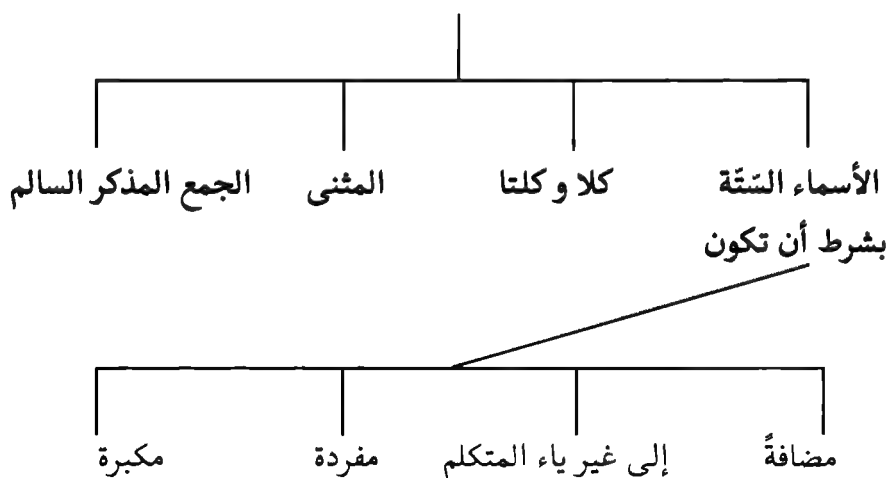 الأسماء السّتّة كلا و كلتا المثنى الجمع المذكر السالم
بشرط أن تكون
مضافةً إلى غير ياء المتكلم مفردة مكبرة